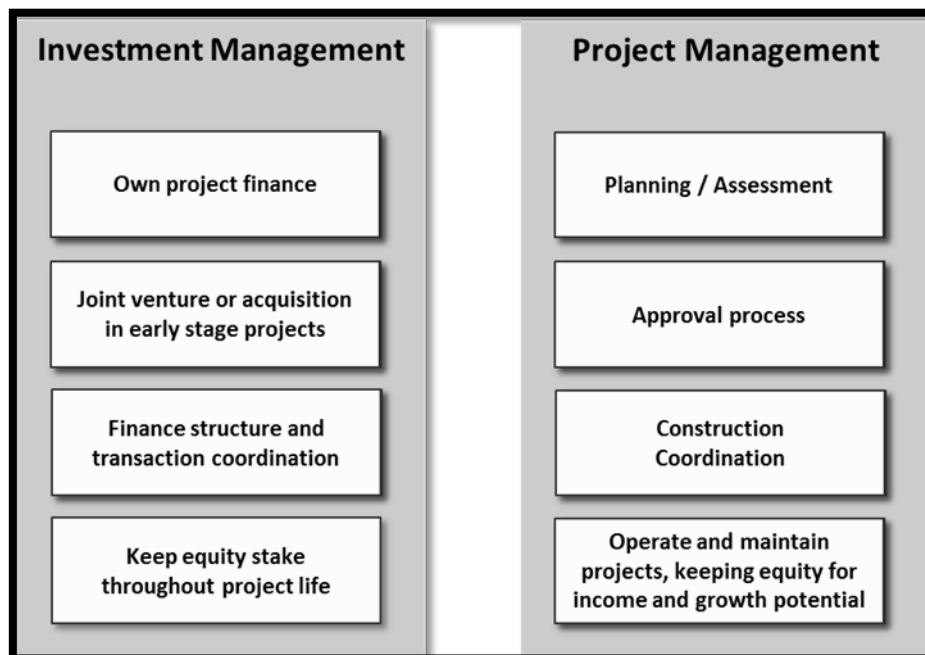 Investment Management
Own project finance
Joint venture or acquisition
in early stage projects
Finance structure and
transaction coordination
Keep equity stake
throughout project life
Project Management
Planning / Assessment
Approval process
Construction
Coordination
Operate and maintain
projects, keeping equity for
income and growth potential